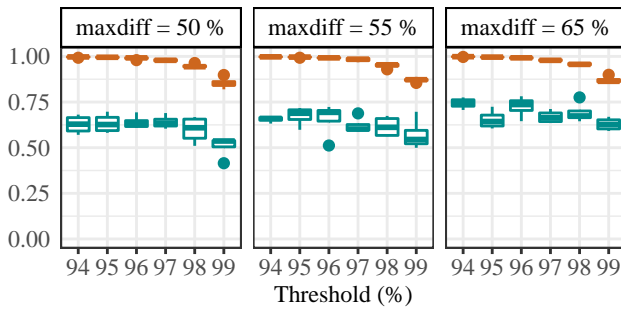 maxdiff = 50 % maxdiff = 55 % maxdiff = 65 %
1.00
0.75
0.50
0.25
0.00
94 95 96 97 98 99 94 95 96 97 98 99 94 95 96 97 98 99
Threshold (%)